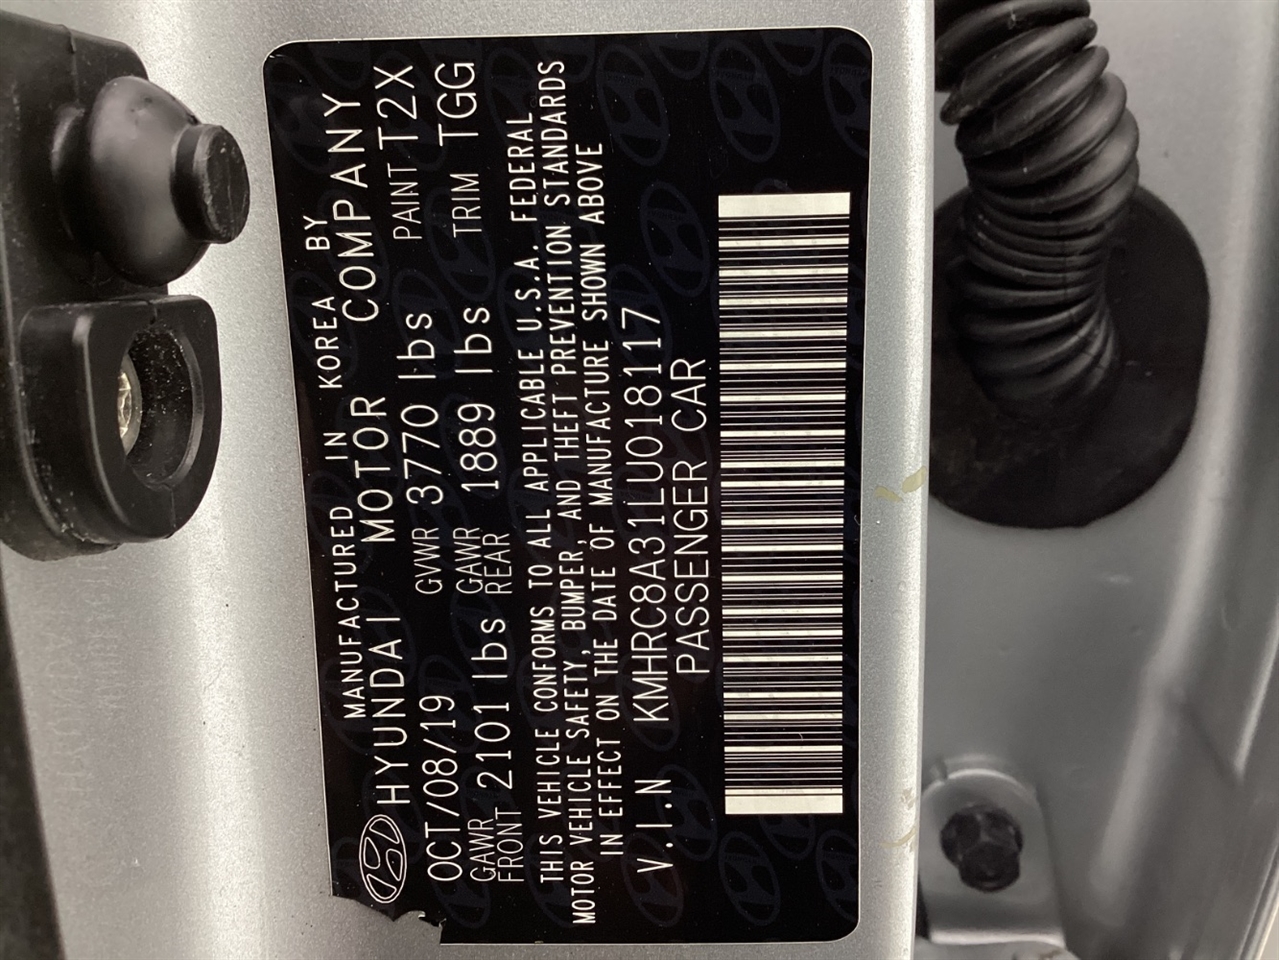 MANUFACTURED IN KOREA BY
HYUNDAI MOTOR COMPANY
OCT/08/19 GVWR 3770 lbs PAINT T2X
GAWR FRONT 2101 lbs GAWR REAR 1889 lbs TRIM TGG
THIS VEHICLE CONFORMS TO ALL APPLICABLE U.S.A. FEDERAL
MOTOR VEHICLE SAFETY, BUMPER, AND THEFT PREVENTION STANDARDS
IN EFFECT ON THE DATE OF MANUFACTURE SHOWN ABOVE
V.I.N KMHRC8A31LU018117
PASSENGER CAR